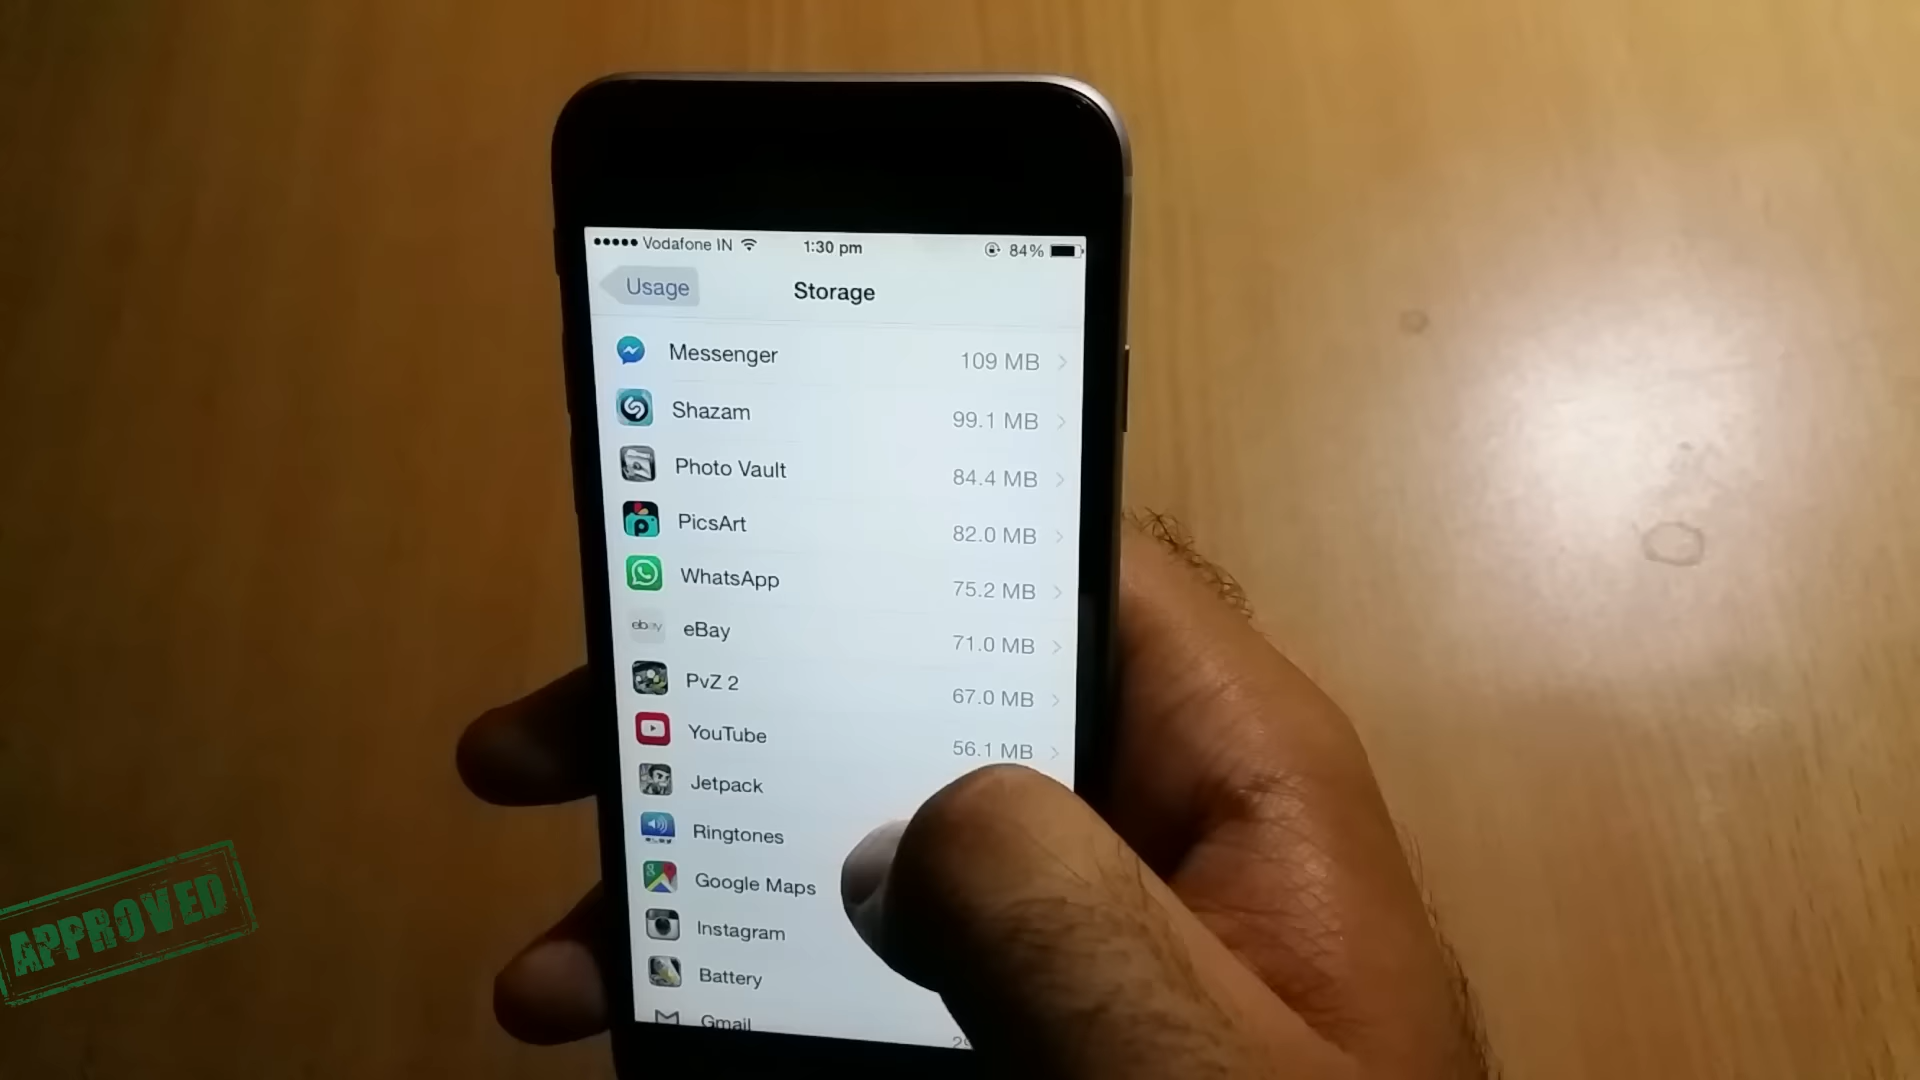 Vodafone IN 1:30 pm 84%
Usage Storage
Messenger 109 MB
Shazam 99.1 MB
Photo Vault 84.4 MB
PicsArt 82.0 MB
WhatsApp 75.2 MB
ebay eBay 71.0 MB
PvZ 2 67.0 MB
YouTube 56.1 MB
Jetpack
Ringtones
Google Maps
Instagram
Battery
Gmail
APPROVED